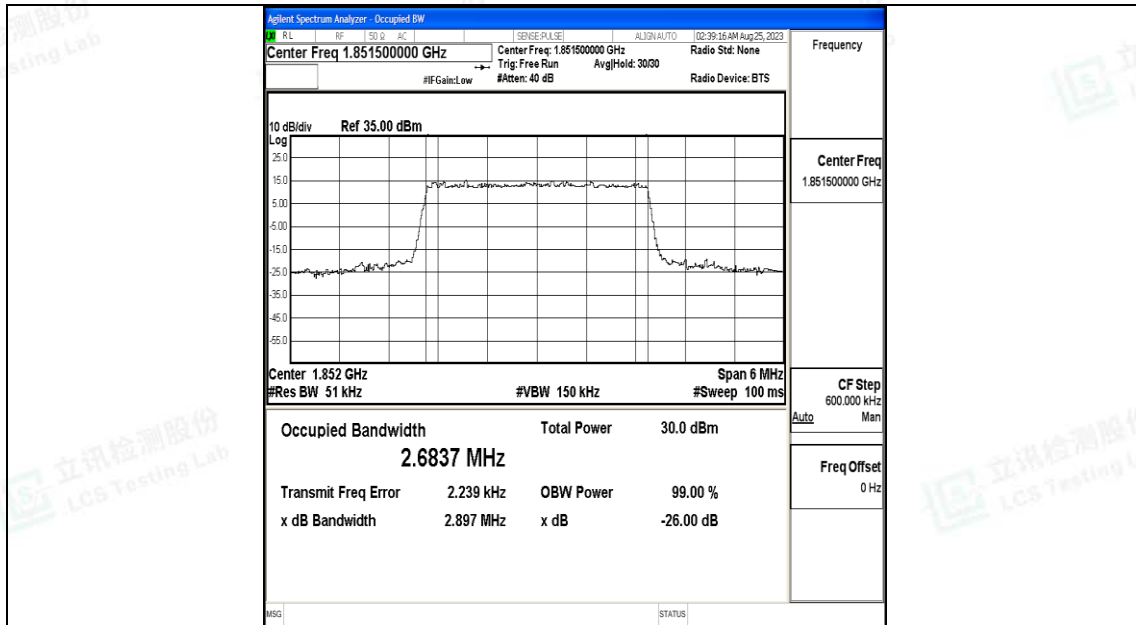 Agilent Spectrum Analyzer - Occupied BW
RL RF 50 Ω AC SENSE:PULSE ALIGNAUTO 02:39:16 AM Aug 25, 2023
Center Freq 1.851500000 GHz
Center Freq: 1.851500000 GHz Radio Std: None
Trig: Free Run Avg|Hold: 30/30
#IFGain:Low #Atten: 40 dB Radio Device: BTS
10 dB/div Ref 35.00 dBm
Log
25.0
15.0
5.00
-5.00
-15.0
-25.0
-35.0
-45.0
-55.0
Center 1.852 GHz Span 6 MHz
#Res BW 51 kHz #VBW 150 kHz #Sweep 100 ms
Occupied Bandwidth Total Power 30.0 dBm
2.6837 MHz
Transmit Freq Error 2.239 kHz OBW Power 99.00 %
x dB Bandwidth 2.897 MHz x dB -26.00 dB
MSG STATUS
Frequency
Center Freq
1.851500000 GHz
CF Step
600.000 kHz
Auto Man
Freq Offset
0 Hz
立讯检测股份
LCS Testing Lab
立讯检测股份